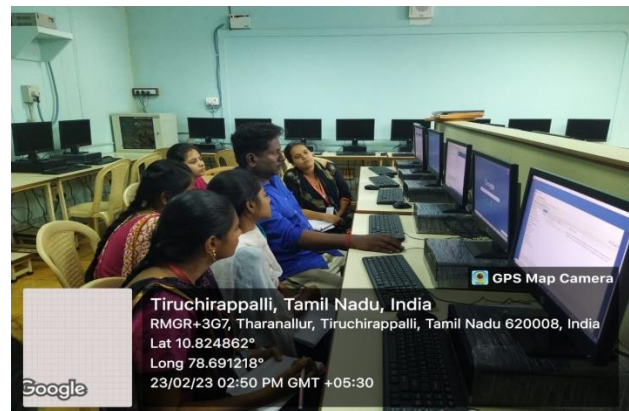 GPS Map Camera
Tiruchirappalli, Tamil Nadu, India
RMGR+3G7, Tharanallur, Tiruchirappalli, Tamil Nadu 620008, India
Lat 10.824862°
Long 78.691218°
23/02/23 02:50 PM GMT +05:30
Google